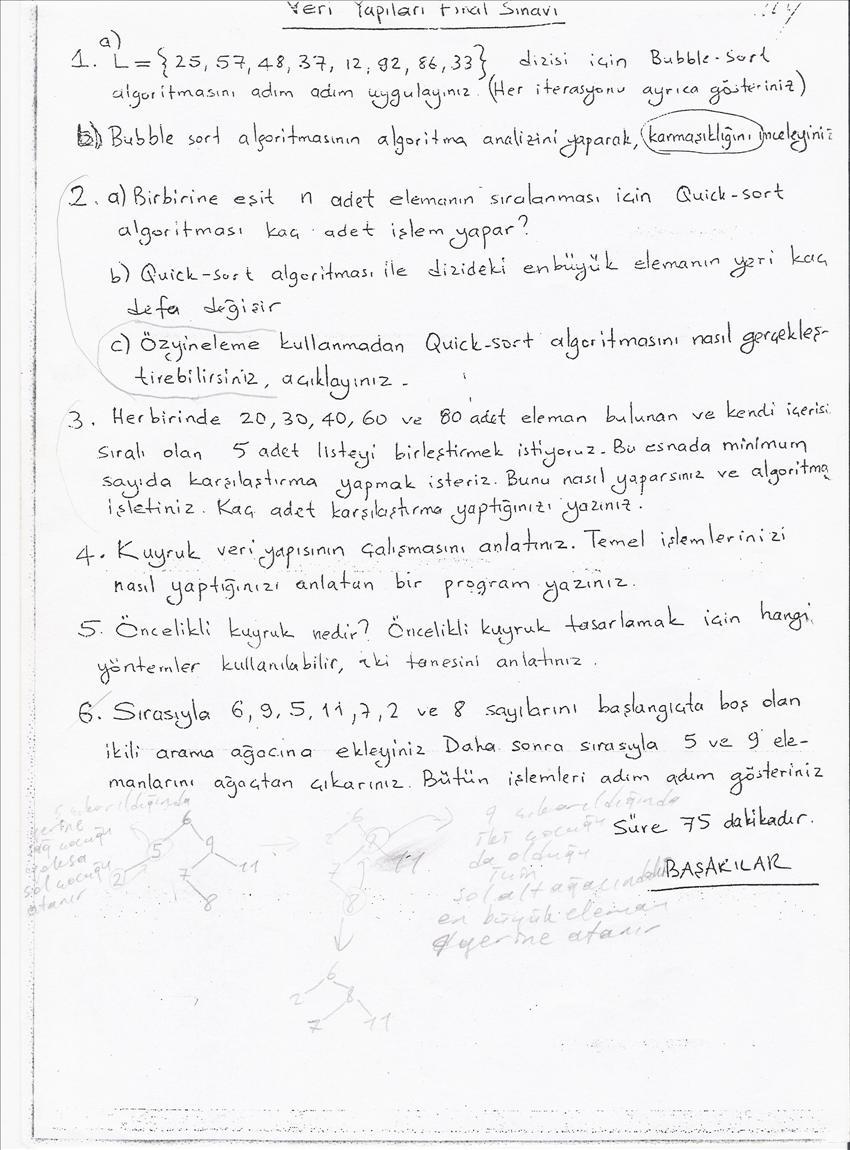 Veri Yapıları Final Sınavı
a)
1. L = {25, 57, 48, 37, 12, 92, 86, 33} dizisi için Bubble-sort
algoritmasını adım adım uygulayınız. (Her iterasyonu ayrıca gösteriniz)
b) Bubble sort algoritmasının algoritma analizini yaparak, karmaşıklığını inceleyiniz
2. a) Birbirine eşit n adet elemanın sıralanması için Quick-sort
algoritması kaç adet işlem yapar?
b) Quick-sort algoritması ile dizideki enbüyük elemanın yeri kaç
defa değişir
c) Özyineleme kullanmadan Quick-sort algoritmasını nasıl gerçekleş-
tirebilirsiniz, açıklayınız.
3. Herbirinde 20, 30, 40, 60 ve 80 adet eleman bulunan ve kendi içerisi
sıralı olan 5 adet listeyi birleştirmek istiyoruz. Bu esnada minimum
sayıda karşılaştırma yapmak isteriz. Bunu nasıl yaparsınız ve algoritma
işletiniz. Kaç adet karşılaştırma yaptığınızı yazınız.
4. Kuyruk veri yapısının çalışmasını anlatınız. Temel işlemlerinizi
nasıl yaptığınızı anlatan bir program yazınız.
5. Öncelikli kuyruk nedir? Öncelikli kuyruk tasarlamak için hangi
yöntemler kullanılabilir, iki tanesini anlatınız.
6. Sırasıyla 6, 9, 5, 11, 7, 2 ve 8 sayılarını başlangıçta boş olan
ikili arama ağacına ekleyiniz Daha sonra sırasıyla 5 ve 9 ele-
manlarını ağaçtan çıkarınız. Bütün işlemleri adım adım gösteriniz
Süre 75 dakikadır.
BAŞARILAR
5 çıkarıldığında
yerine
sağ çocuğu
yoksa
sol çocuğu
atanır
6
5 9
2 7 11
8
6
2 9
7 11
8
9 çıkarıldığında
iki çocuğu
da olduğu
için
sol alt ağacındaki
en büyük eleman
yerine atanır
6
2 8
7 11